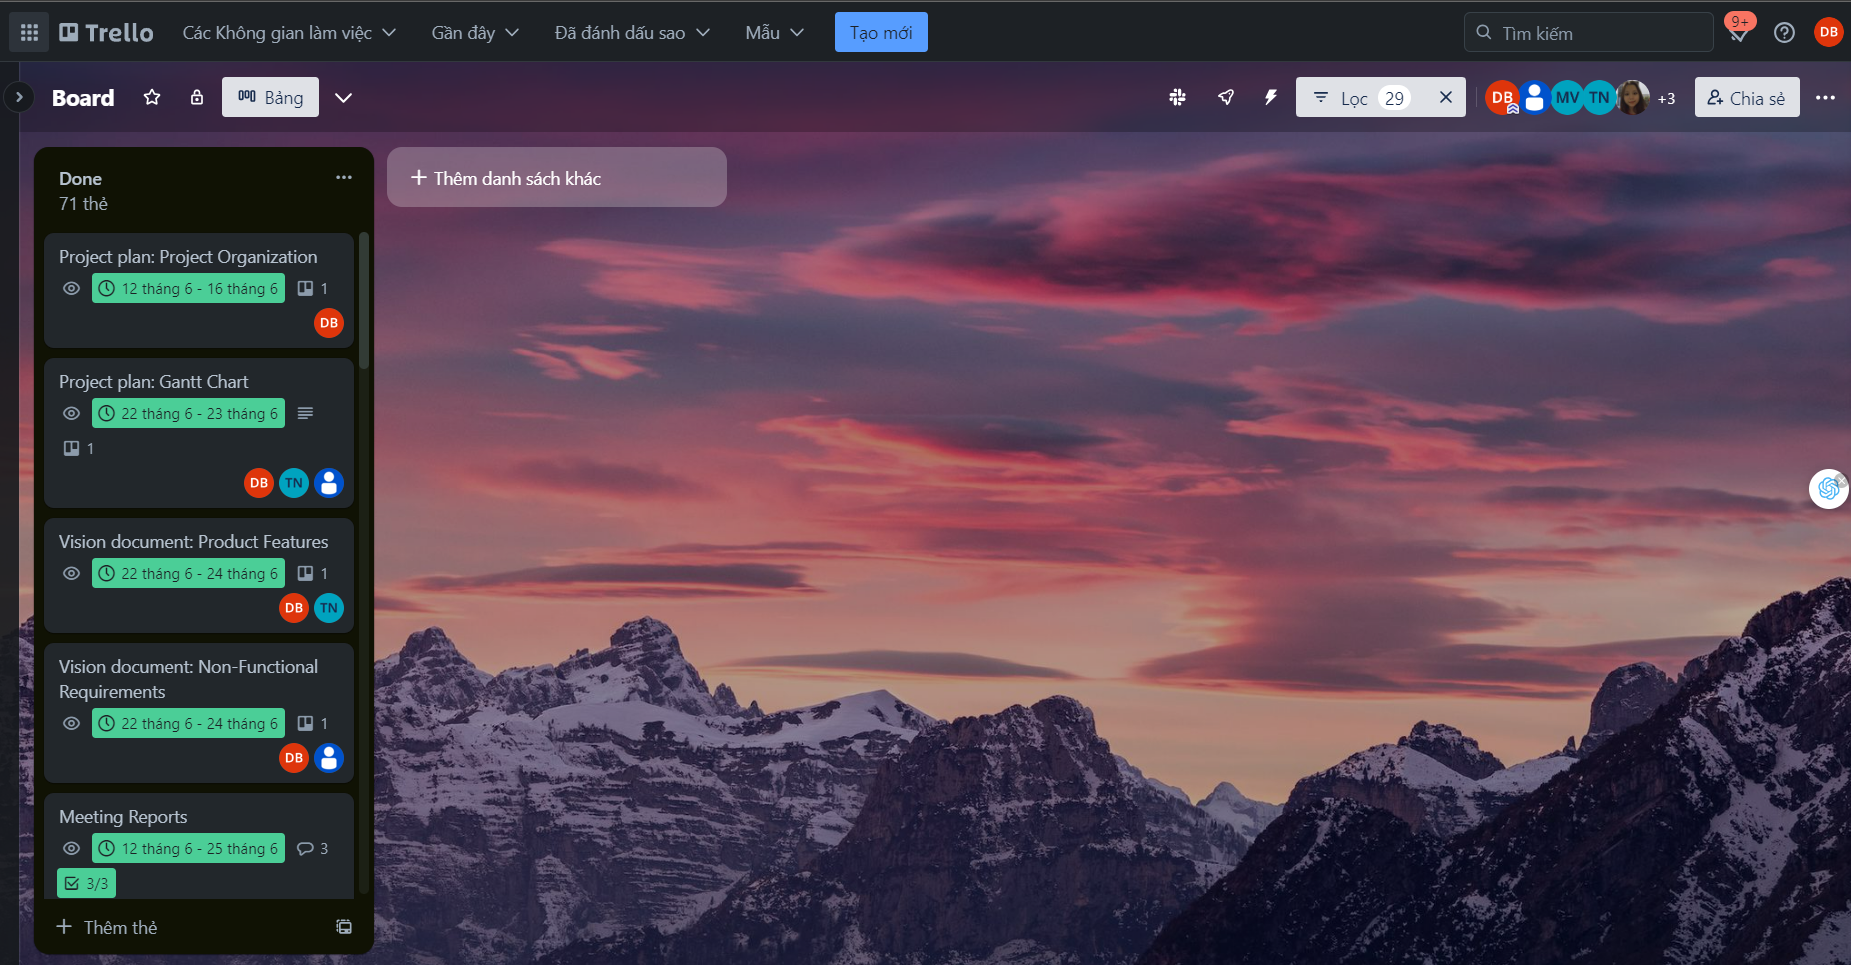 Trello
Các Không gian làm việc
Gần đây
Đã đánh dấu sao
Mẫu
Tạo mới
Tìm kiếm
9+
DB
Board
Bảng
Lọc 29
DB
MV
TN
+3
Chia sẻ
Done
71 thẻ
Thêm danh sách khác
Project plan: Project Organization
12 tháng 6 - 16 tháng 6
1
DB
Project plan: Gantt Chart
22 tháng 6 - 23 tháng 6
1
DB TN
Vision document: Product Features
22 tháng 6 - 24 tháng 6
1
DB TN
Vision document: Non-Functional
Requirements
22 tháng 6 - 24 tháng 6
1
DB
Meeting Reports
12 tháng 6 - 25 tháng 6
3
3/3
Thêm thẻ